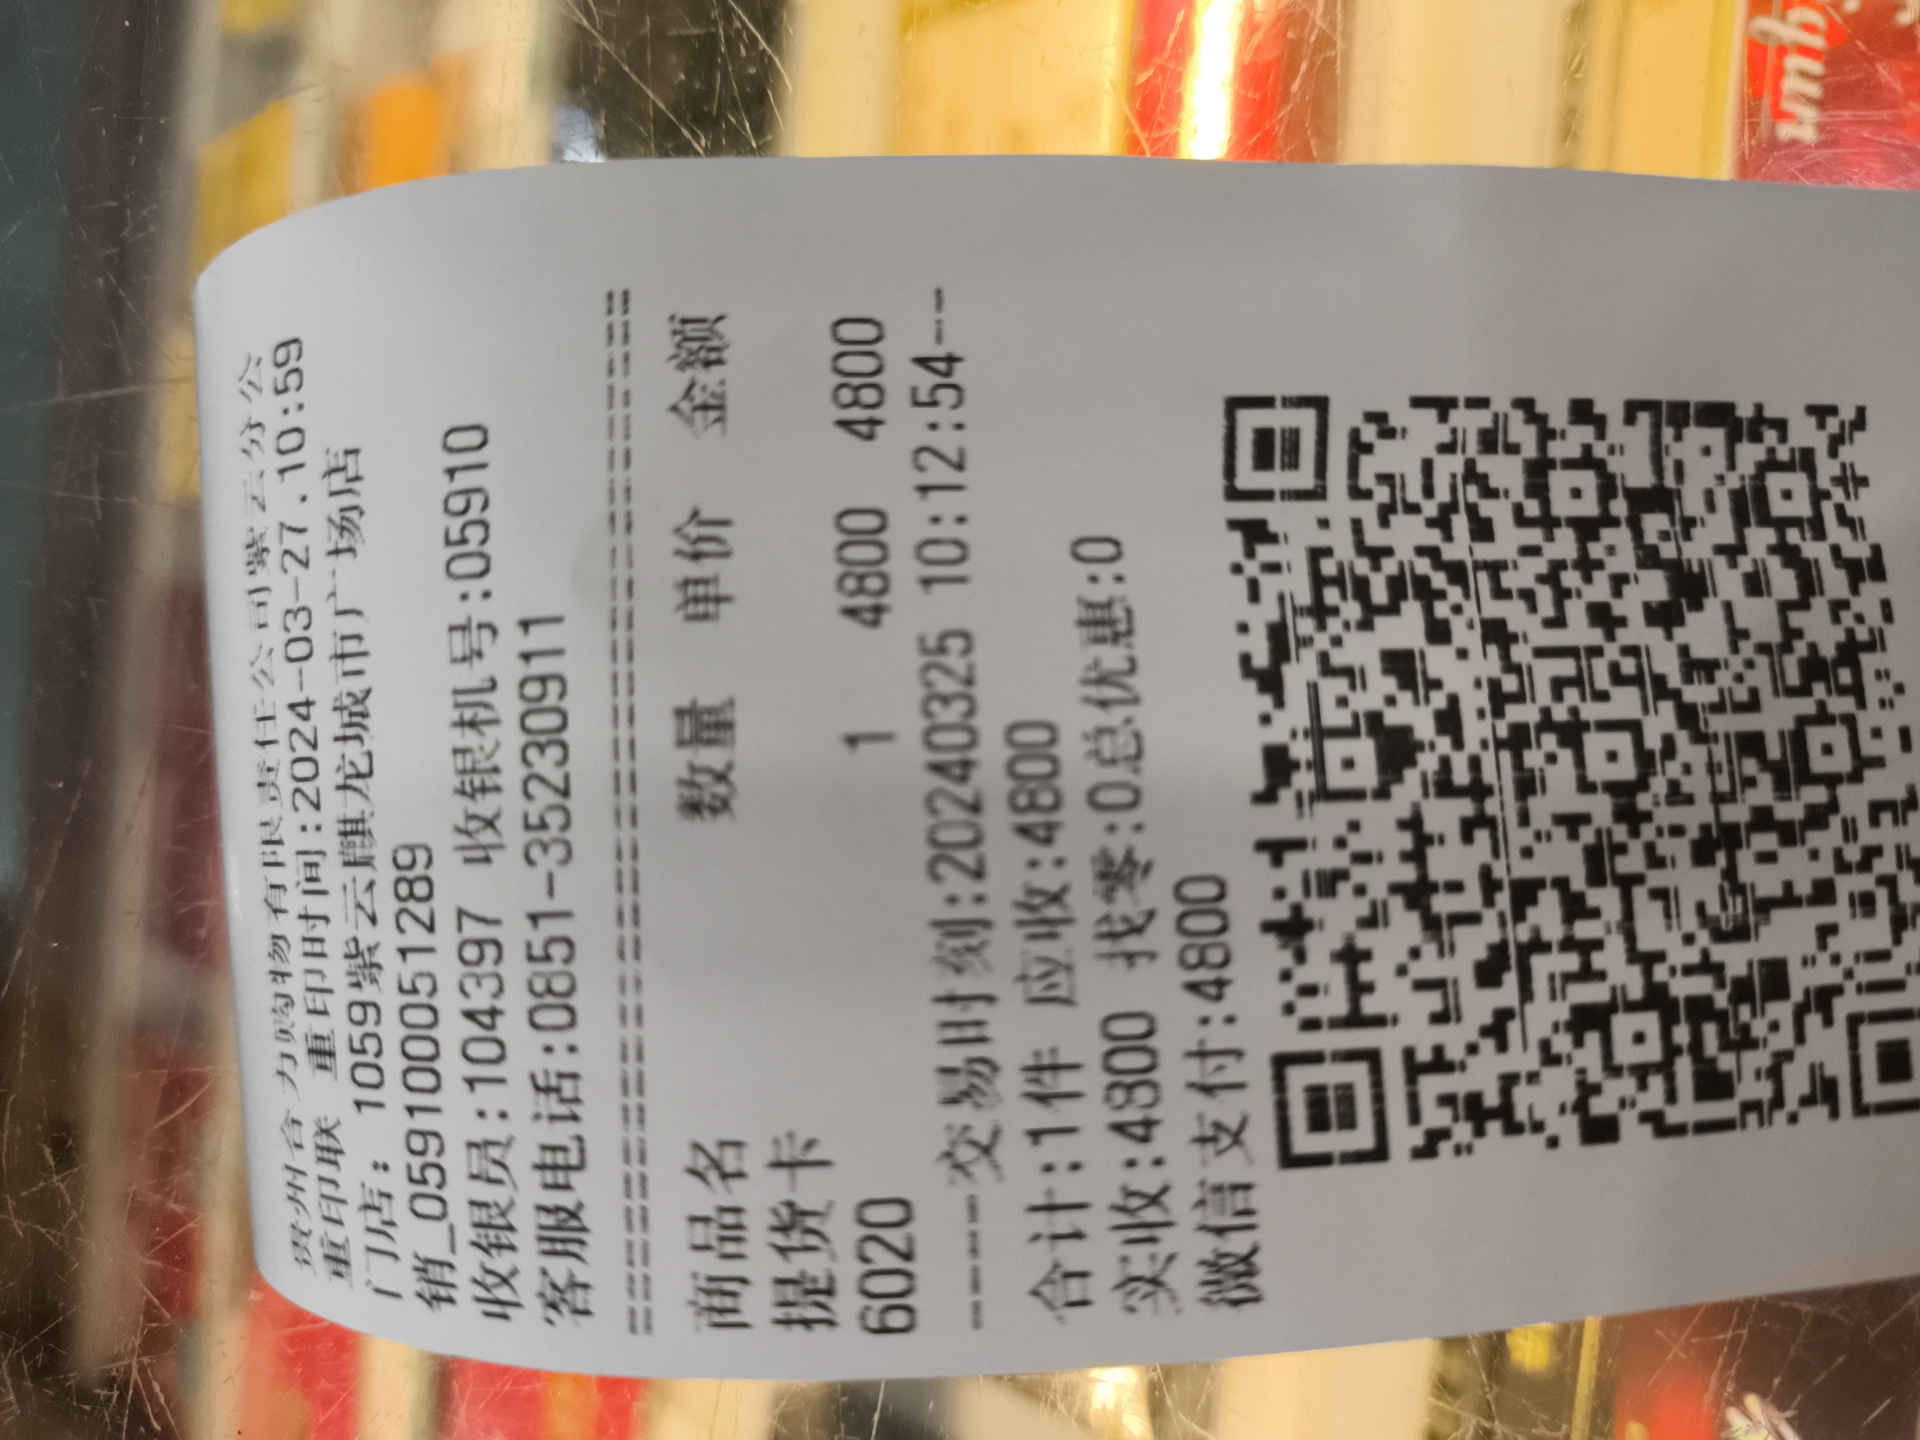 贵州合力购物有限责任公司紫云分公
重印联 重印时间:2024-03-27.10:59
门店: 1059紫云麒龙城市广场店
销_0591000051289
收银员:104397 收银机号:05910
客服电话:0851-35230911
商品名 数量 单价 金额
提货卡
6020 1 4800 4800
-----交易时刻:20240325 10:12:54---
合计:1件 应收:4800
实收:4800 找零:0总优惠:0
微信支付:4800